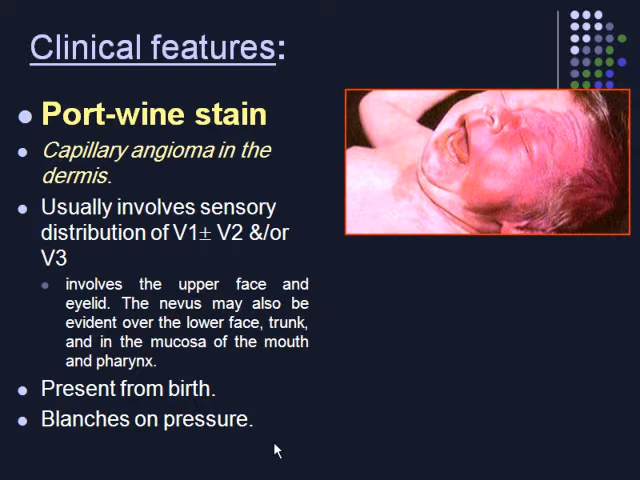 Clinical features:
Port-wine stain
Capillary angioma in the
dermis.
Usually involves sensory
distribution of V1± V2 &/or
V3
involves the upper face and
eyelid. The nevus may also be
evident over the lower face, trunk,
and in the mucosa of the mouth
and pharynx.
Present from birth.
Blanches on pressure.